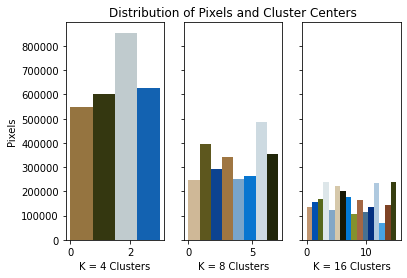 Distribution of Pixels and Cluster Centers
Pixels
800000
700000
600000
500000
400000
300000
200000
100000
0
0 2
K = 4 Clusters
0 5
K = 8 Clusters
0 10
K = 16 Clusters